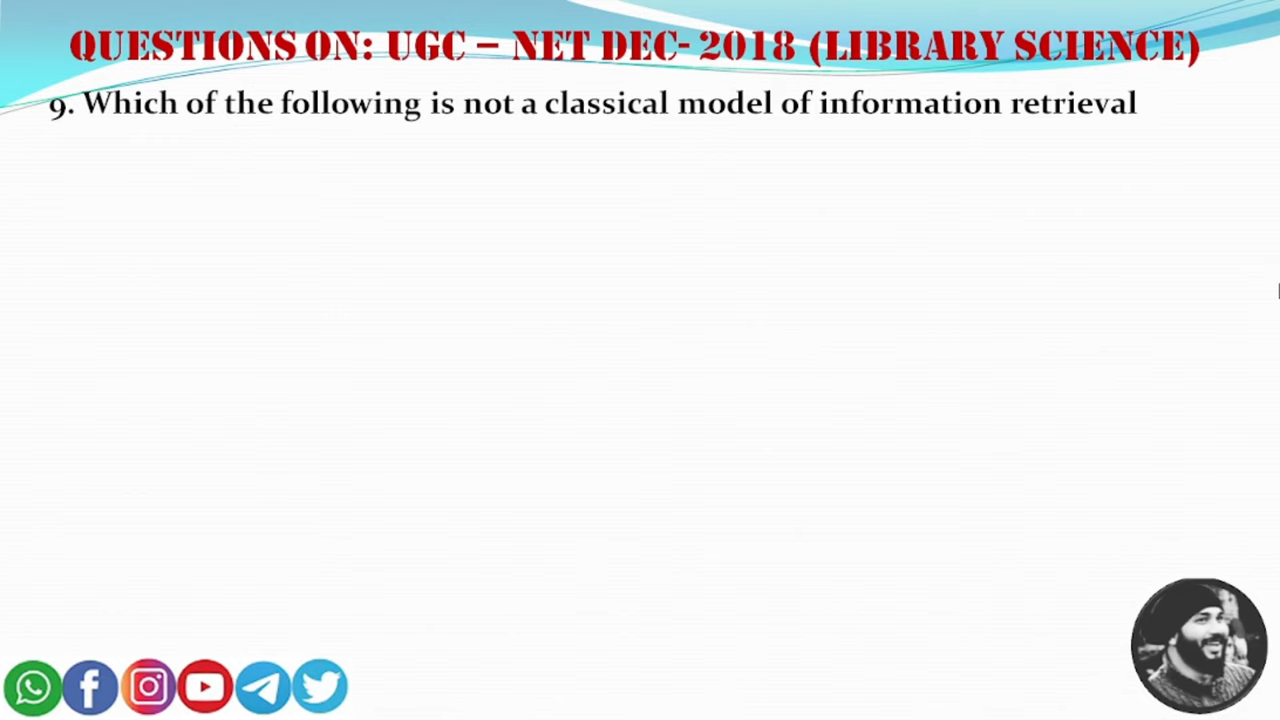 QUESTIONS ON: UGC – NET DEC- 2018 (LIBRARY SCIENCE)
9. Which of the following is not a classical model of information retrieval